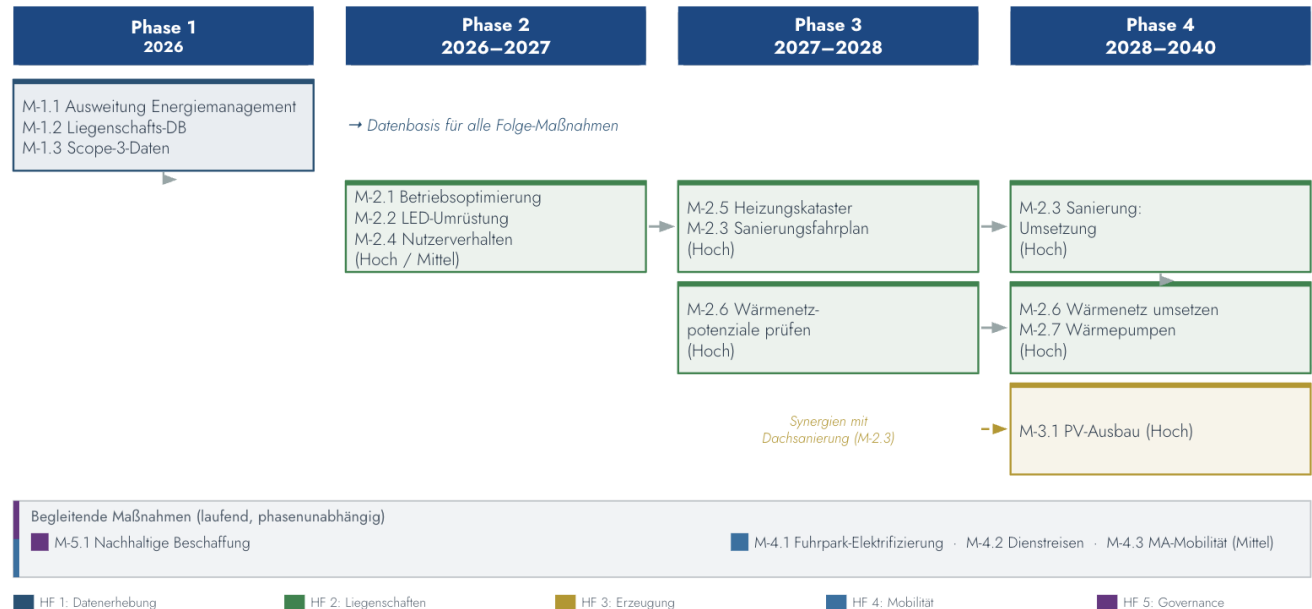 Phase 1
2026
Phase 2
2026–2027
Phase 3
2027–2028
Phase 4
2028–2040
M-1.1 Ausweitung Energiemanagement
M-1.2 Liegenschafts-DB
M-1.3 Scope-3-Daten
→ Datenbasis für alle Folge-Maßnahmen
M-2.1 Betriebsoptimierung
M-2.2 LED-Umrüstung
M-2.4 Nutzerverhalten
(Hoch / Mittel)
M-2.5 Heizungskataster
M-2.3 Sanierungsfahrplan
(Hoch)
M-2.3 Sanierung:
Umsetzung
(Hoch)
M-2.6 Wärmenetz-
potenziale prüfen
(Hoch)
M-2.6 Wärmenetz umsetzen
M-2.7 Wärmepumpen
(Hoch)
Synergien mit
Dachsanierung (M-2.3)
M-3.1 PV-Ausbau (Hoch)
Begleitende Maßnahmen (laufend, phasenunabhängig)
M-5.1 Nachhaltige Beschaffung
M-4.1 Fuhrpark-Elektrifizierung · M-4.2 Dienstreisen · M-4.3 MA-Mobilität (Mittel)
HF 1: Datenerhebung
HF 2: Liegenschaften
HF 3: Erzeugung
HF 4: Mobilität
HF 5: Governance